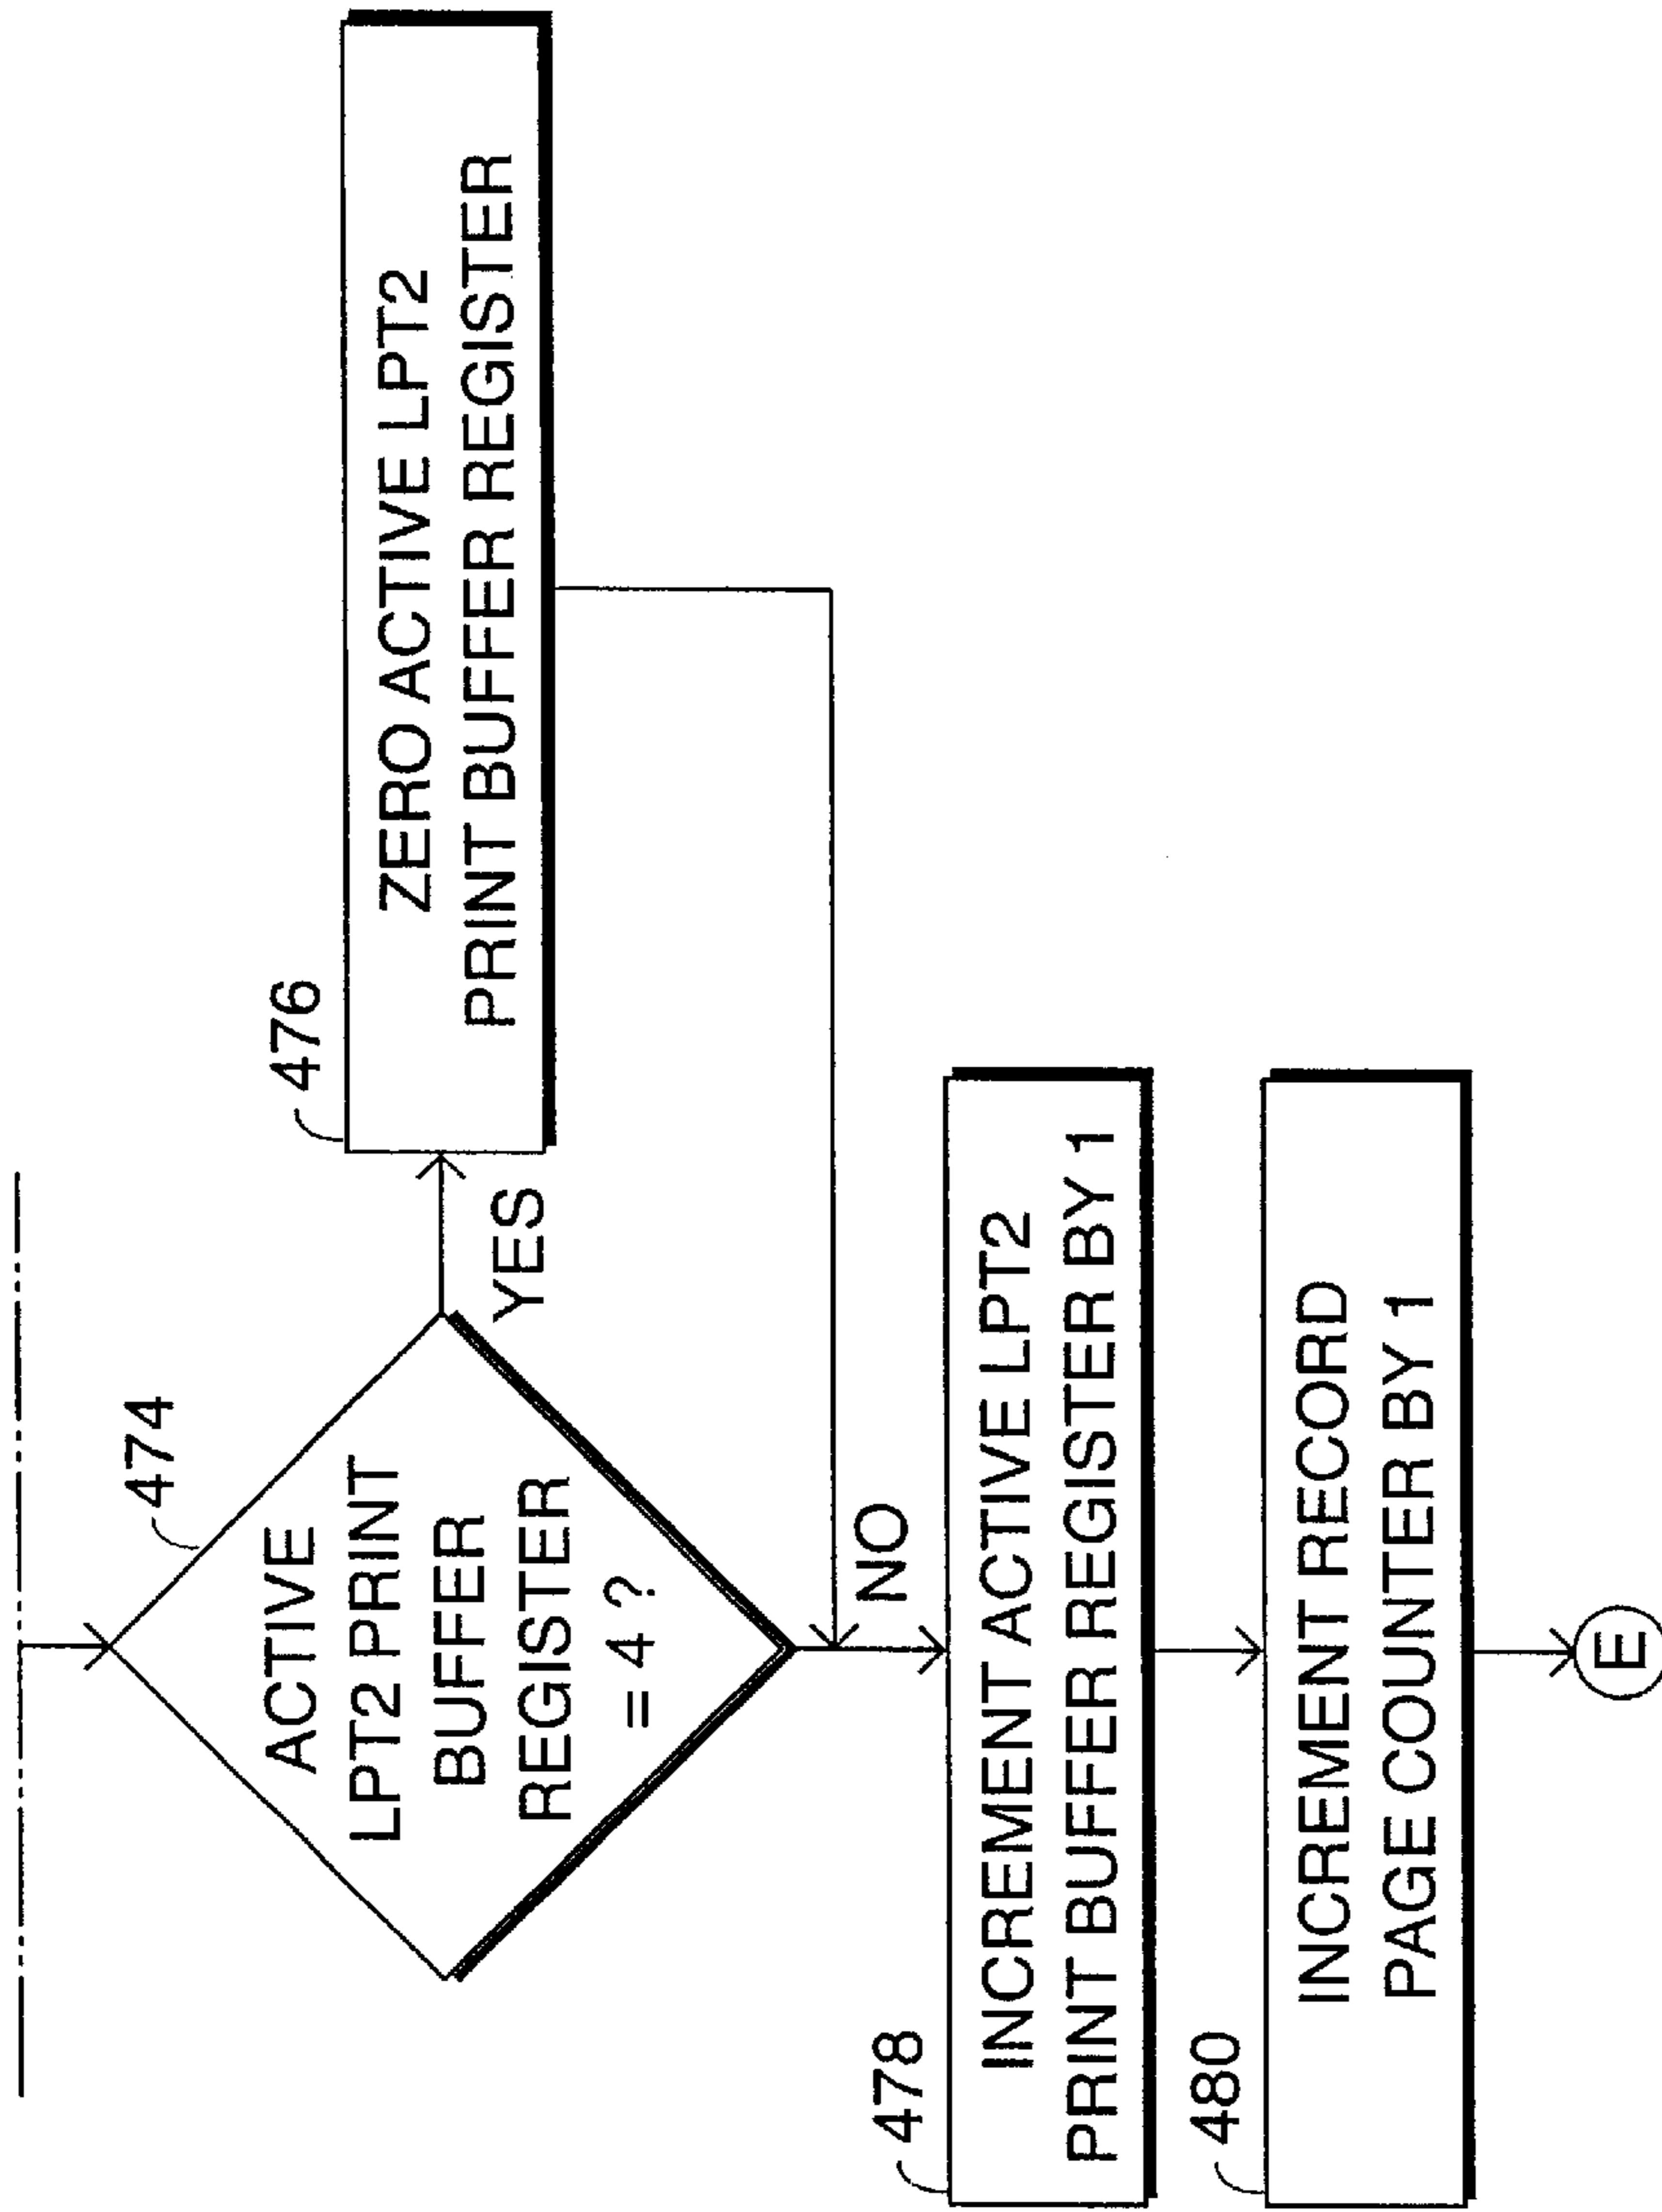 474
ACTIVE
LPT2 PRINT
BUFFER
REGISTER
= 4 ?
YES
476
ZERO ACTIVE LPT2
PRINT BUFFER REGISTER
NO
478
INCREMENT ACTIVE LPT2
PRINT BUFFER REGISTER BY 1
480
INCREMENT RECORD
PAGE COUNTER BY 1
E